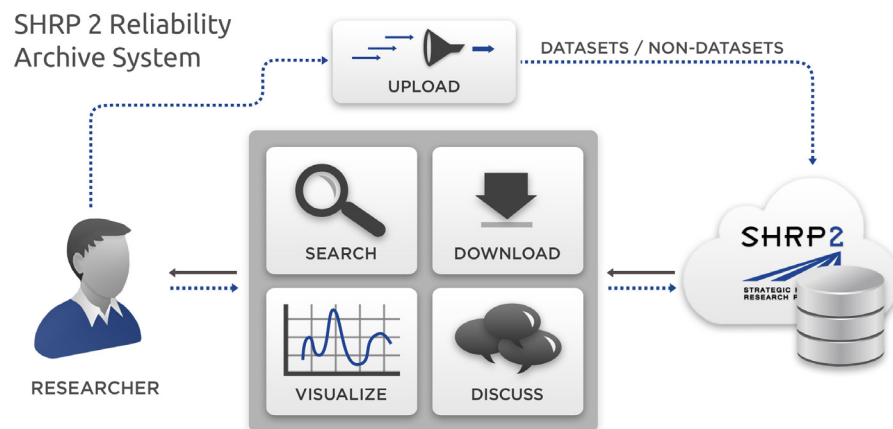 SHRP 2 Reliability
Archive System
UPLOAD
DATASETS / NON-DATASETS
SEARCH
DOWNLOAD
VISUALIZE
DISCUSS
RESEARCHER
SHRP2
STRATEGIC
RESEARCH